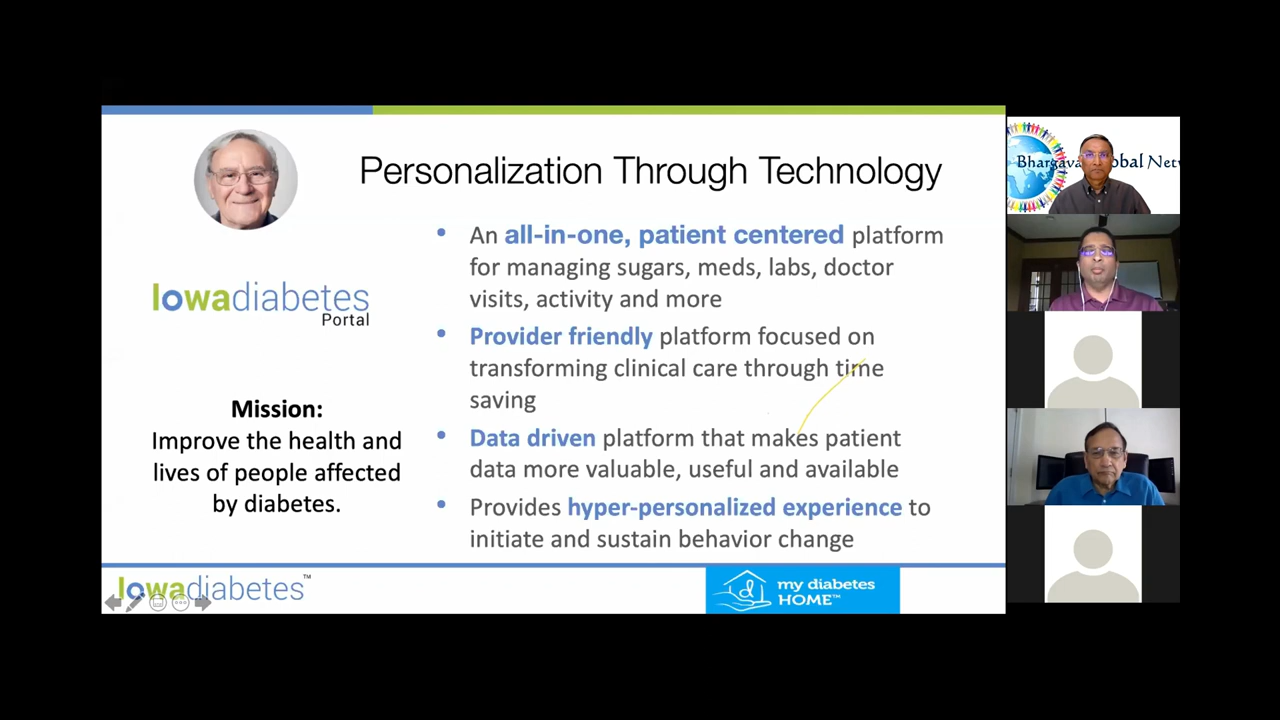 Personalization Through Technology
• An all-in-one, patient centered platform
for managing sugars, meds, labs, doctor
visits, activity and more
• Provider friendly platform focused on
transforming clinical care through time
saving
• Data driven platform that makes patient
data more valuable, useful and available
• Provides hyper-personalized experience to
initiate and sustain behavior change
Iowadiabetes
Portal
Mission:
Improve the health and
lives of people affected
by diabetes.
Iowadiabetes™
my diabetes
HOME™